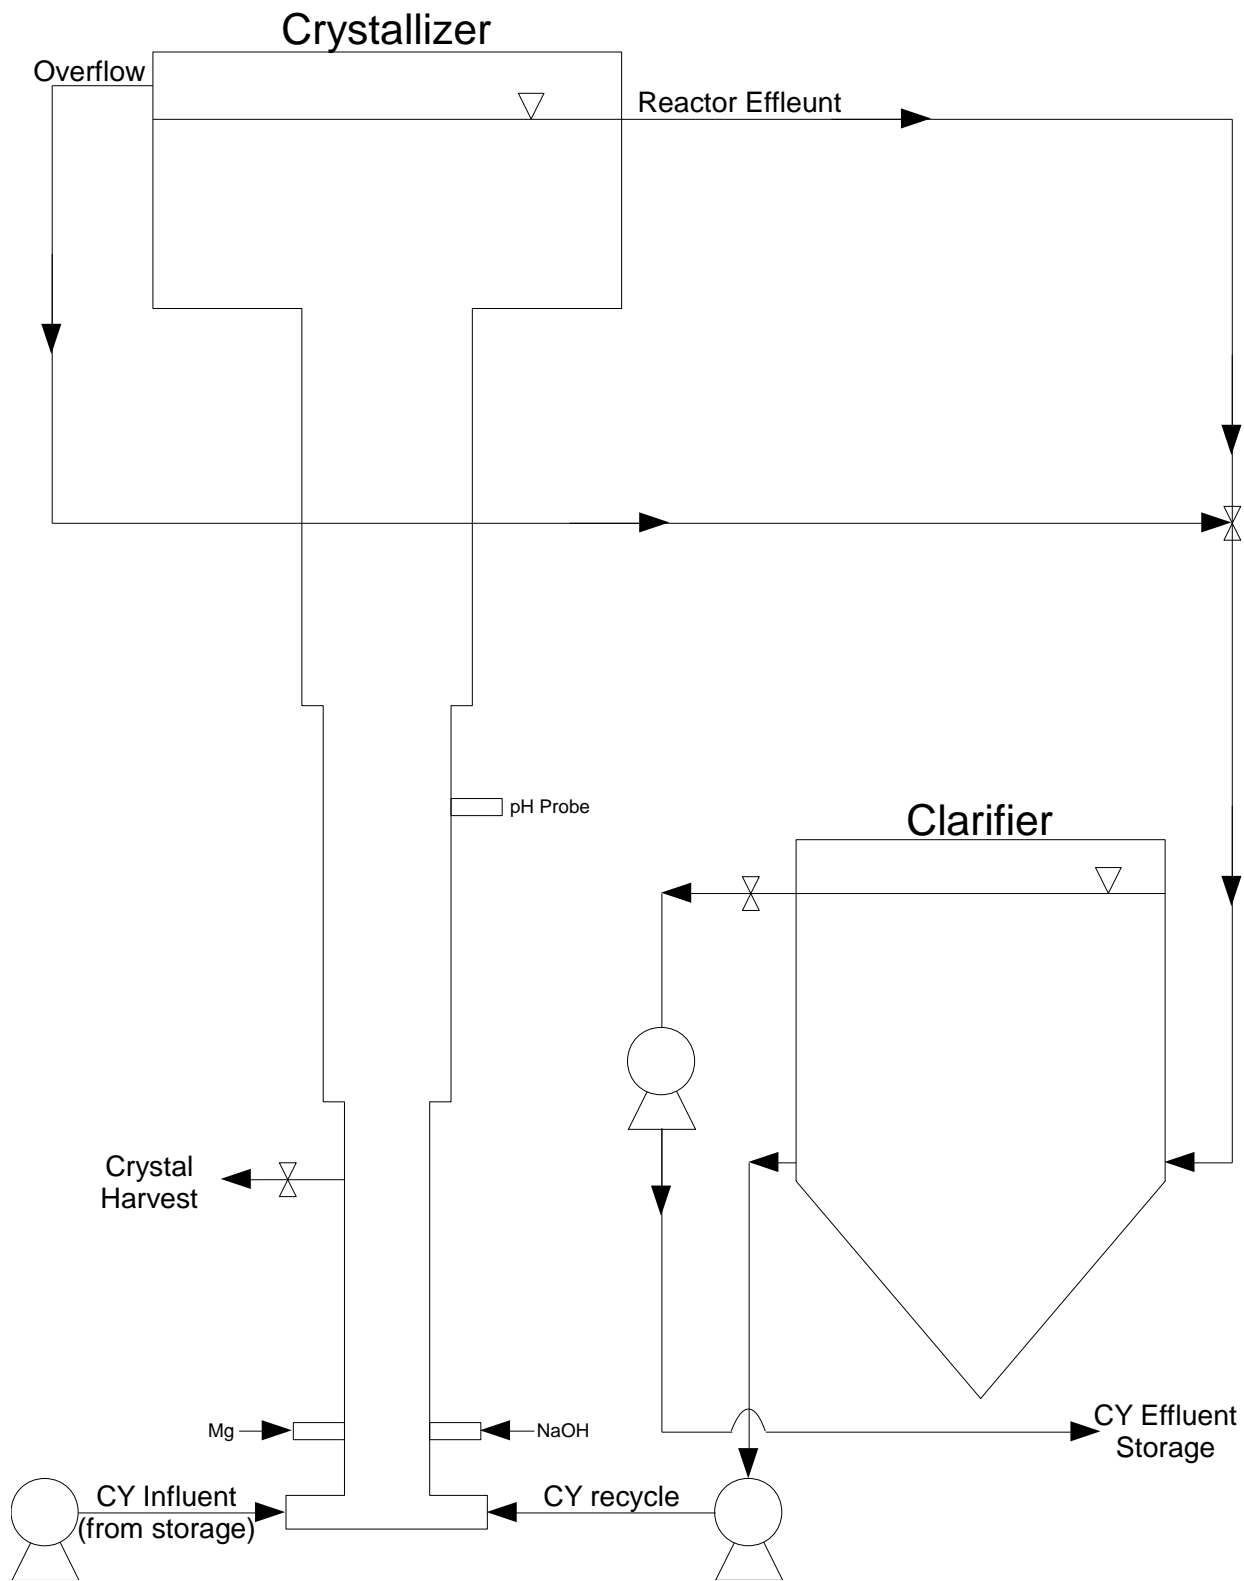 Crystallizer
Overflow
Reactor Effleunt
pH Probe
Clarifier
Crystal
Harvest
Mg
NaOH
CY Effluent
Storage
CY Influent
(from storage)
CY recycle